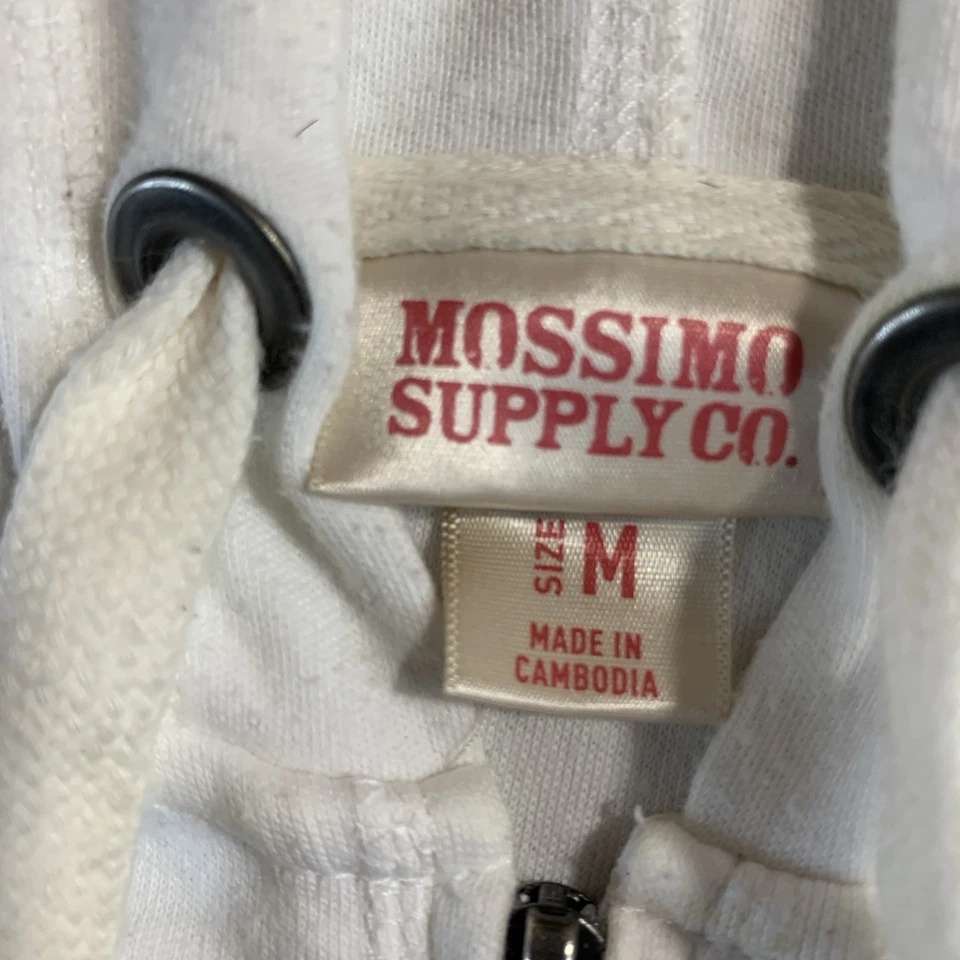 MOSSIMO
SUPPLY CO.
SIZE M
MADE IN
CAMBODIA